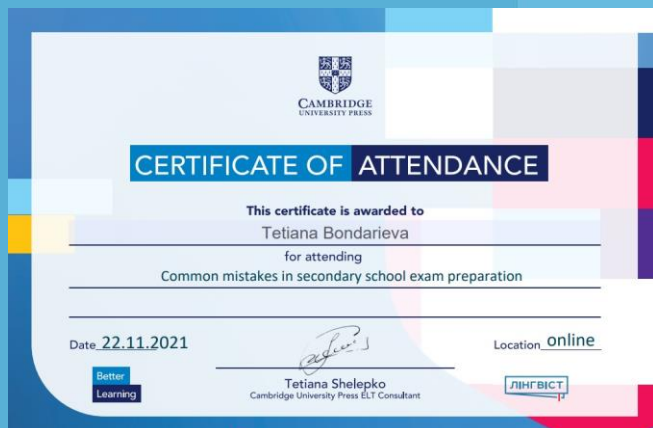 CAMBRIDGE
UNIVERSITY PRESS
CERTIFICATE OF ATTENDANCE
This certificate is awarded to
Tetiana Bondarieva
for attending
Common mistakes in secondary school exam preparation
Date 22.11.2021
Location online
Better
Learning
Tetiana Shelepko
Cambridge University Press ELT Consultant
ЛІНГВІСТ